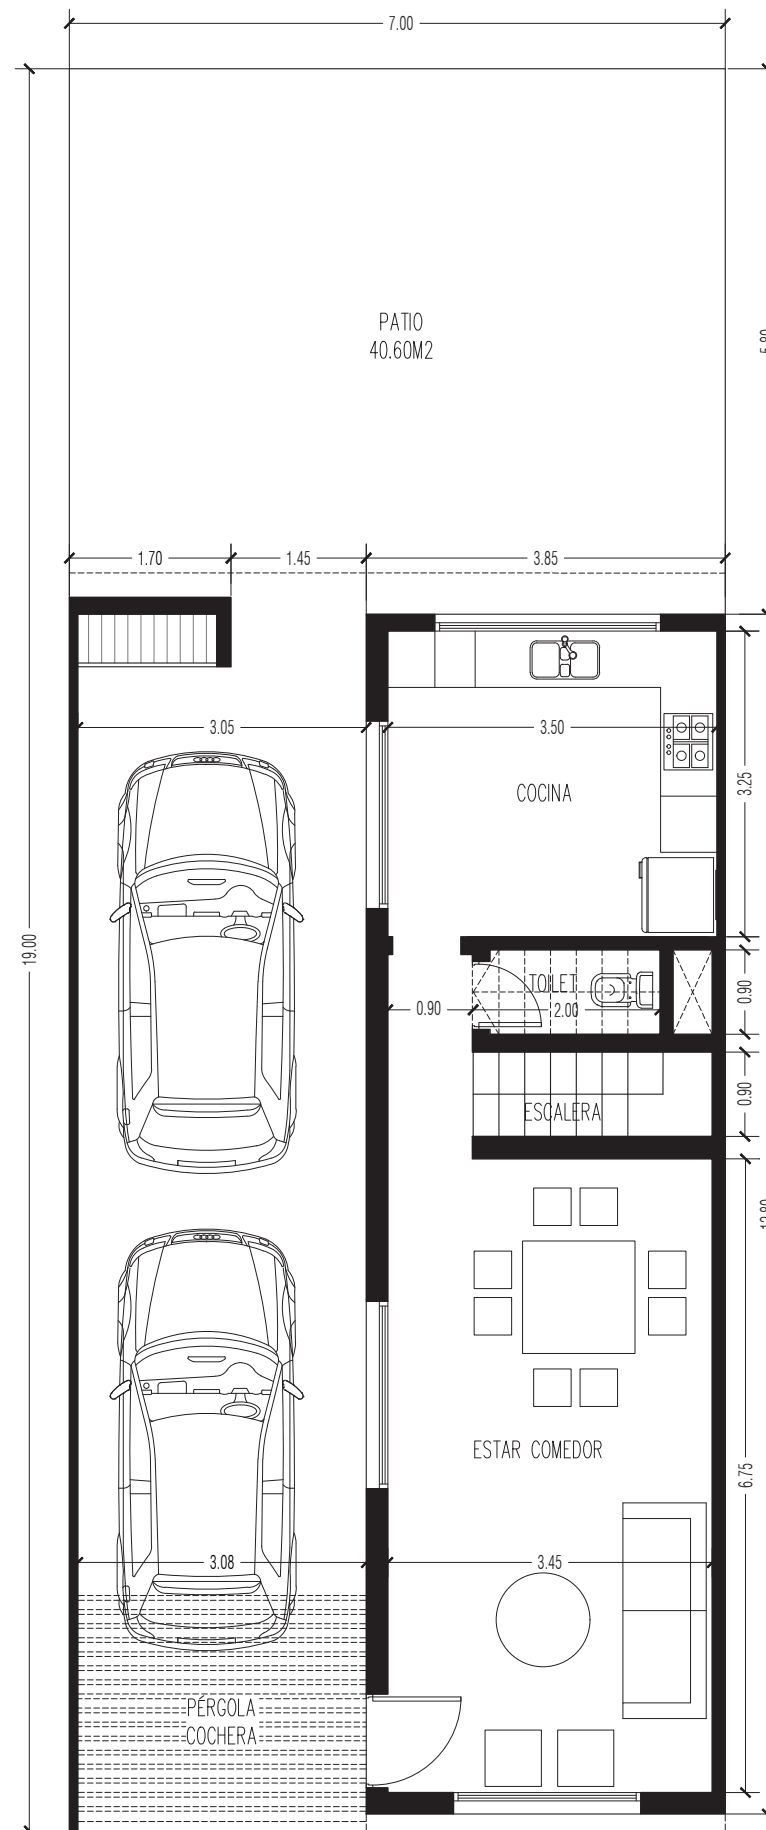 7.00
PATIO
40.60M2
1.70
1.45
3.85
3.05
3.50
COCINA
3.25
19.00
TOILET
0.90
2.00
0.90
ESCALERA
0.90
ESTAR COMEDOR
6.75
3.08
3.45
PÉRGOLA
COCHERA